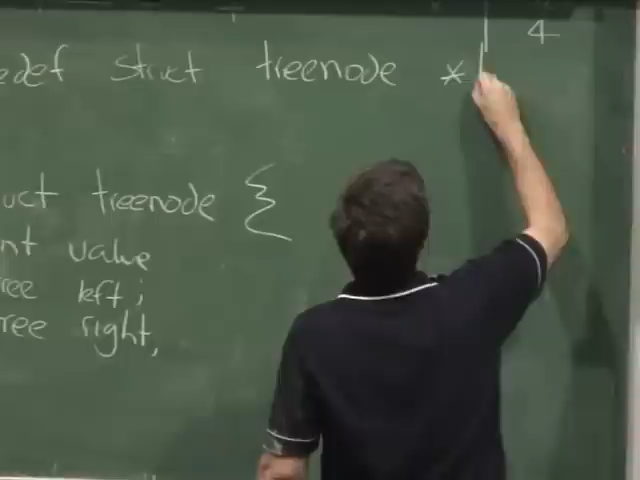 4
edef struct treenode *
uct treenode {
nt value
ree left;
ree right,